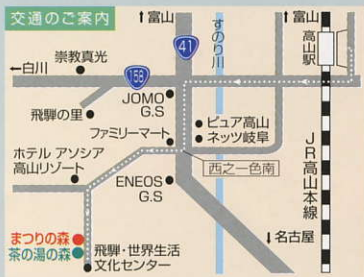 交通のご案内
↑富山
41
すのり川
↑富山
高山駅
←白川
崇教真光
158
JOMO
G.S
飛騨の里
ピュア高山
ネッツ岐阜
ファミリーマート
ホテル アソシア
高山リゾート
西之一色南
JR高山本線
ENEOS
G.S
↓名古屋
まつりの森
茶の湯の森
飛騨・世界生活
文化センター